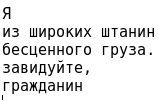 Я
из широких штанин
бесценного груза.
завидуйте,
гражданин